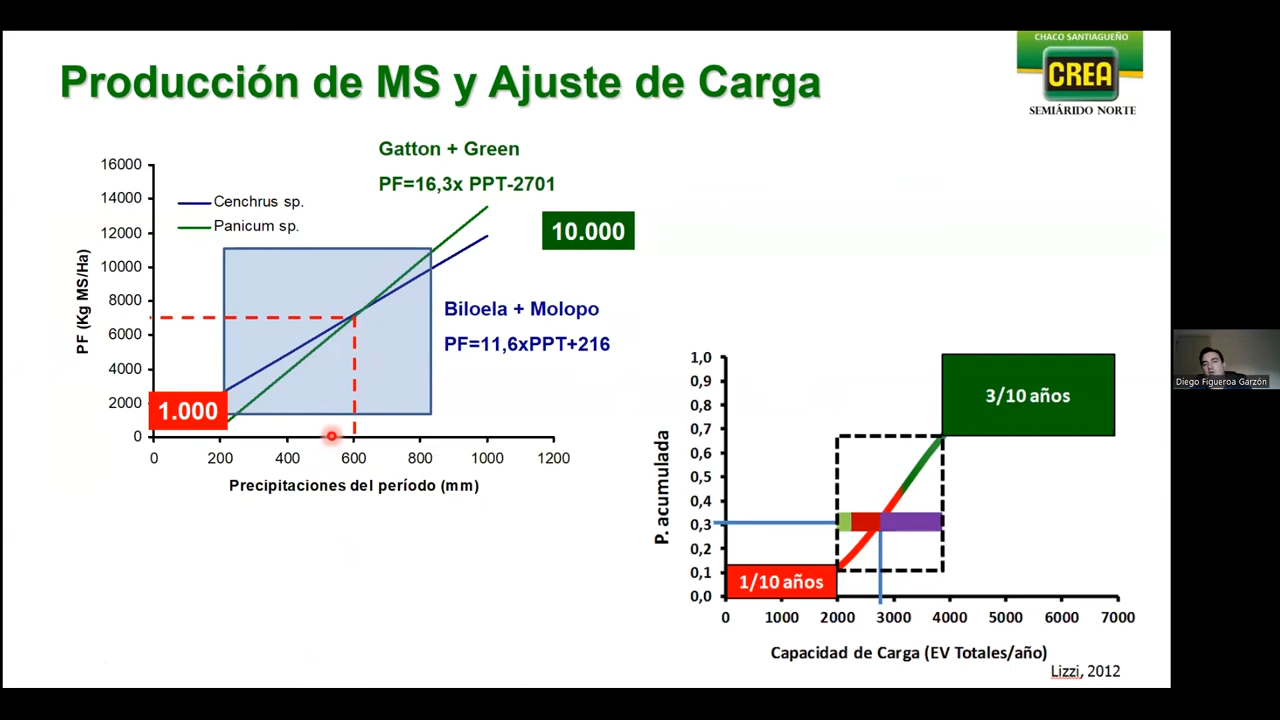 CHACO SANTIAGUEÑO
CREA
SEMIÁRIDO NORTE
Producción de MS y Ajuste de Carga
Gatton + Green
PF=16,3x PPT-2701
16000
14000
12000
10000
8000
6000
4000
2000
0
PF (Kg MS/Ha)
Cenchrus sp.
Panicum sp.
10.000
Biloela + Molopo
PF=11,6xPPT+216
1.000
0 200 400 600 800 1000 1200
Precipitaciones del período (mm)
1,0
0,9
0,8
0,7
0,6
0,5
0,4
0,3
0,2
0,1
0,0
P. acumulada
3/10 años
1/10 años
0 1000 2000 3000 4000 5000 6000 7000
Capacidad de Carga (EV Totales/año)
Lizzi, 2012
Diego Figueroa Garzón